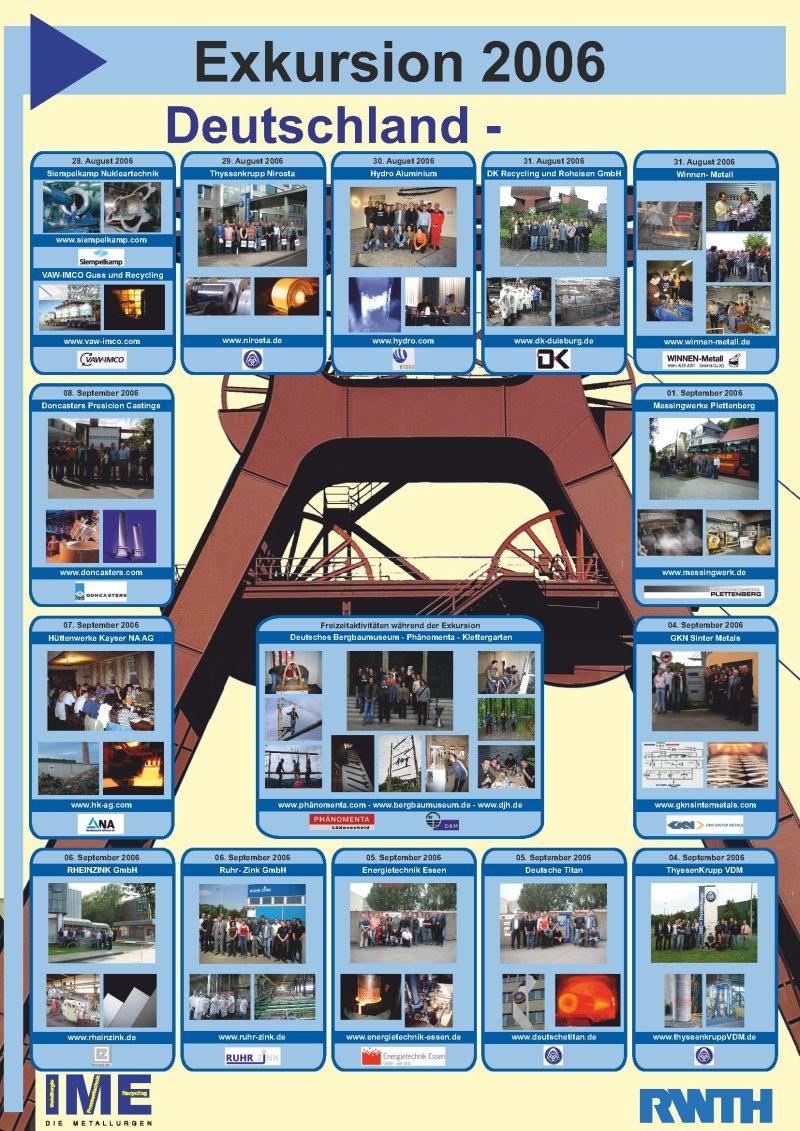 Exkursion 2006
Deutschland -
28. August 2006
Siempelkamp Nukleartechnik
www.siempelkamp.com
Siempelkamp
VAW-IMCO Guss und Recycling
www.vaw-imco.com
VAW-IMCO
29. August 2006
Thyssenkrupp Nirosta
www.nirosta.de
30. August 2006
Hydro Aluminium
www.hydro.com
HYDRO
31. August 2006
DK Recycling und Roheisen GmbH
www.dk-duisburg.de
DK
31. August 2006
Winnen- Metall
www.winnen-metall.de
WINNEN-Metall
08. September 2006
Doncasters Presicion Castings
www.doncasters.com
DONCASTERS
01. September 2006
Messingwerke Plettenberg
GOLD
www.messingwerk.de
MESSINGWERK
PLETTENBERG
07. September 2006
Hüttenwerke Kayser NA AG
www.hk-ag.com
NA
Freizeitaktivitäten während der Exkursion
Deutsches Bergbaumuseum - Phänomenta - Klettergarten
www.phänomenta.com - www.bergbaumuseum.de - www.djh.de
PHÄNOMENTA
Lüdenscheid
DBM
04. September 2006
GKN Sinter Metals
www.gknsintermetals.com
GKN
GKN SINTER METALS
06. September 2006
RHEINZINK GmbH
www.rheinzink.de
RHEINZINK
06. September 2006
Ruhr- Zink GmbH
RUHR-ZINK
www.ruhr-zink.de
RUHR ZINK
05. September 2006
Energietechnik Essen
www.energietechnik-essen.de
Energietechnik Essen
05. September 2006
Deutsche Titan
www.deutschetitan.de
04. September 2006
ThyssenKrupp VDM
www.thyssenkruppVDM.de
IME
Metallurgie
Prozesstechnik
Recycling
DIE METALLURGEN
RWTH